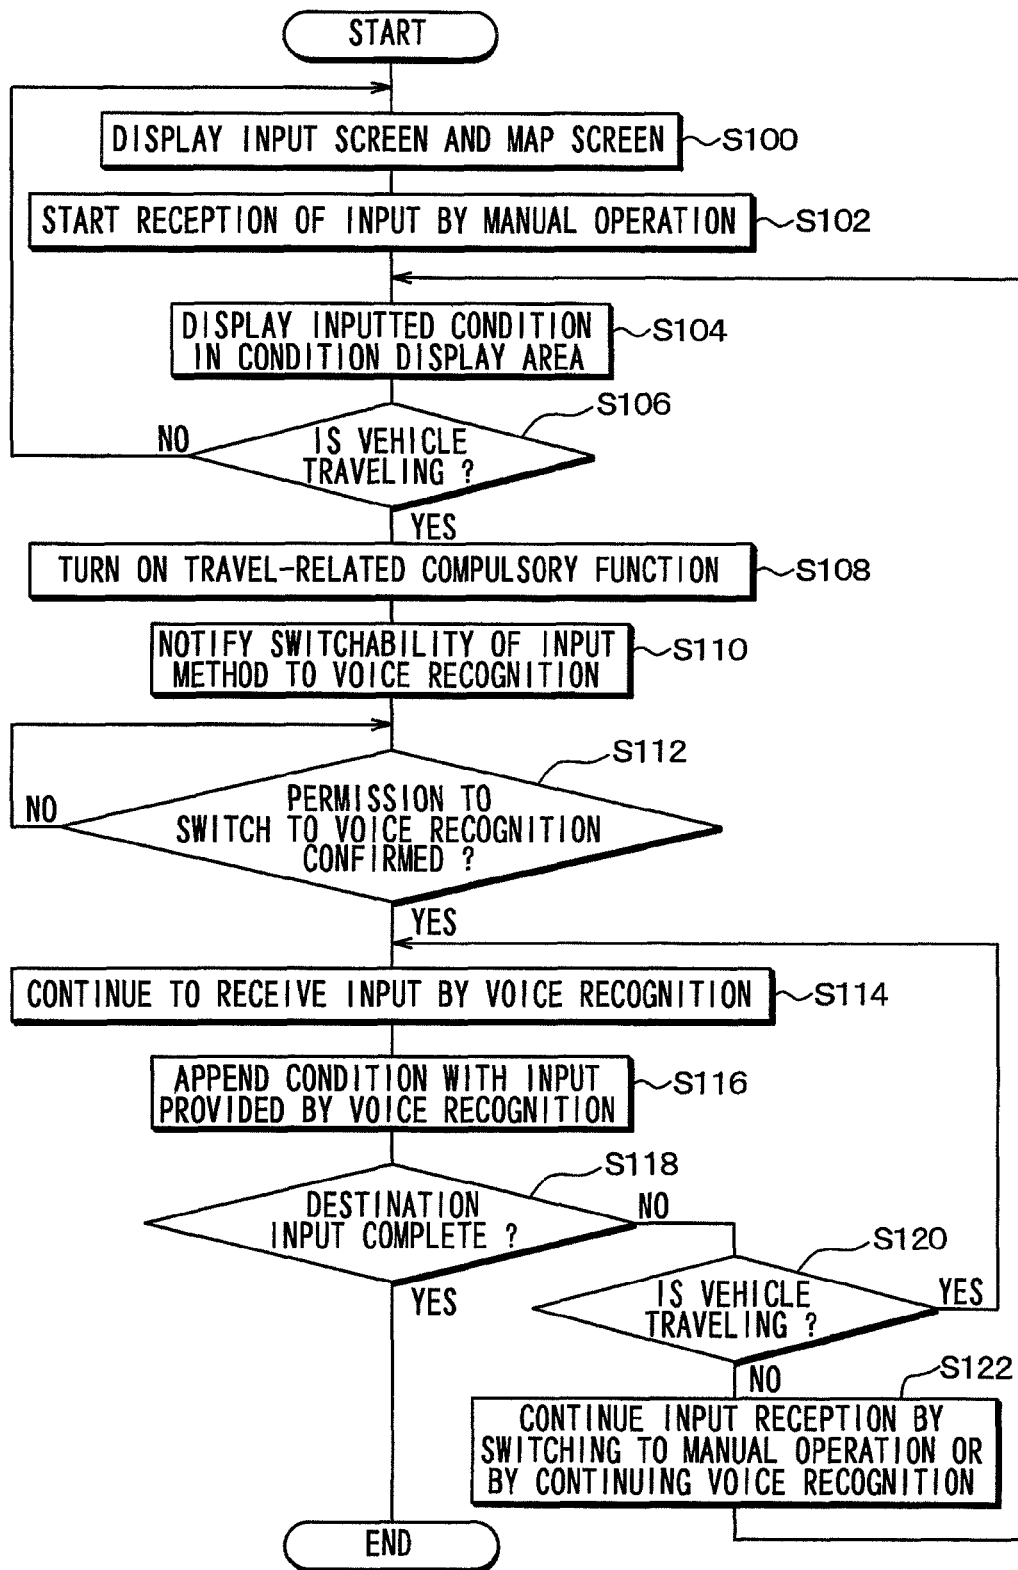 START
DISPLAY INPUT SCREEN AND MAP SCREEN
S100
START RECEPTION OF INPUT BY MANUAL OPERATION
S102
DISPLAY INPUTTED CONDITION
IN CONDITION DISPLAY AREA
S104
S106
NO
IS VEHICLE
TRAVELING ?
YES
TURN ON TRAVEL-RELATED COMPULSORY FUNCTION
S108
NOTIFY SWITCHABILITY OF INPUT
METHOD TO VOICE RECOGNITION
S110
S112
NO
PERMISSION TO
SWITCH TO VOICE RECOGNITION
CONFIRMED ?
YES
CONTINUE TO RECEIVE INPUT BY VOICE RECOGNITION
S114
APPEND CONDITION WITH INPUT
PROVIDED BY VOICE RECOGNITION
S116
S118
DESTINATION
INPUT COMPLETE ?
NO
YES
S120
IS VEHICLE
TRAVELING ?
YES
NO
S122
CONTINUE INPUT RECEPTION BY
SWITCHING TO MANUAL OPERATION OR
BY CONTINUING VOICE RECOGNITION
END